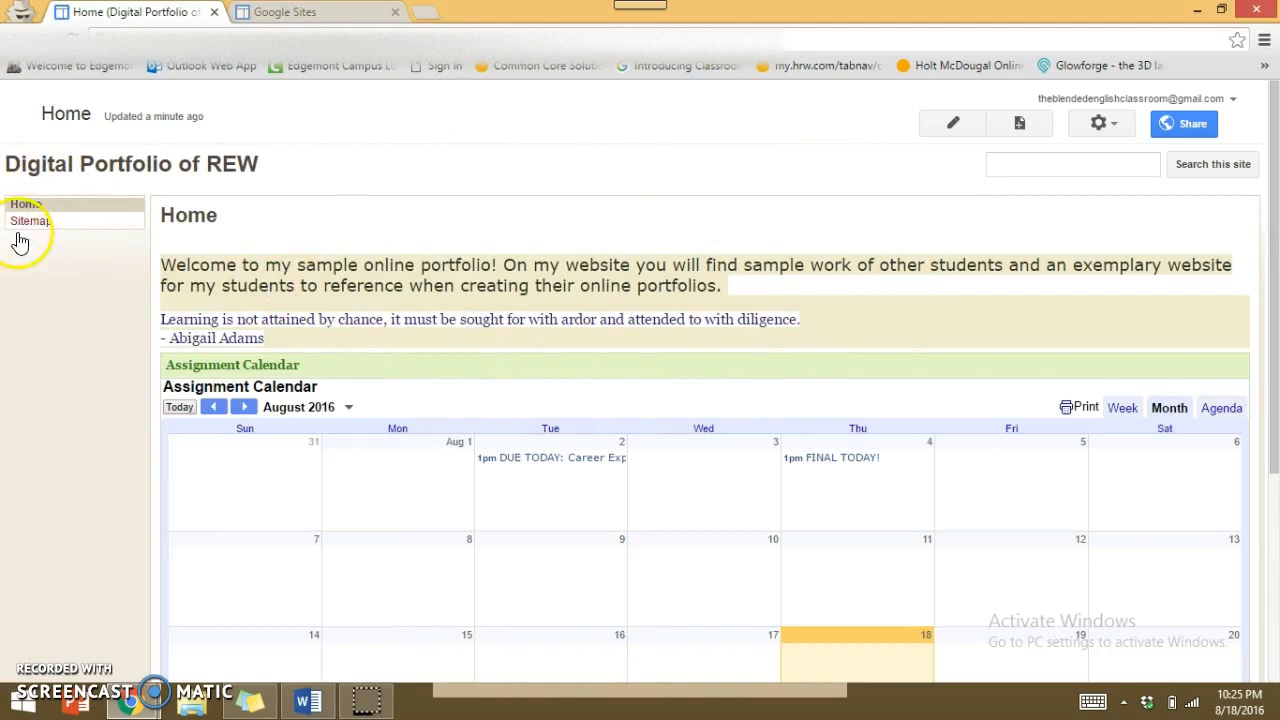 Home (Digital Portfolio of
Google Sites
Welcome to Edgem
Outlook Web App
Edgemont Campus L
Sign In
Common Core Soluti
Introducing Classroo
my.hrw.com/tabnav/c
Holt McDougal Online
Glowforge - the 3D la
»
theblendedenglishclassroom@gmail.com
Home Updated a minute ago
Share
Digital Portfolio of REW
Search this site
Home
Sitemap
Home
Welcome to my sample online portfolio! On my website you will find sample work of other students and an exemplary website
for my students to reference when creating their online portfolios.
Learning is not attained by chance, it must be sought for with ardor and attended to with diligence.
- Abigail Adams
Assignment Calendar
Assignment Calendar
Today August 2016 Print Week Month Agenda
Sun Mon Tue Wed Thu Fri Sat
31 Aug 1 2 3 4 5 6
1pm DUE TODAY: Career Exp 1pm FINAL TODAY!
7 8 9 10 11 12 13
14 15 16 17 18 19 20
Activate Windows
Go to PC settings to activate Windows.
RECORDED WITH
SCREENCAST MATIC
10:25 PM
8/18/2016